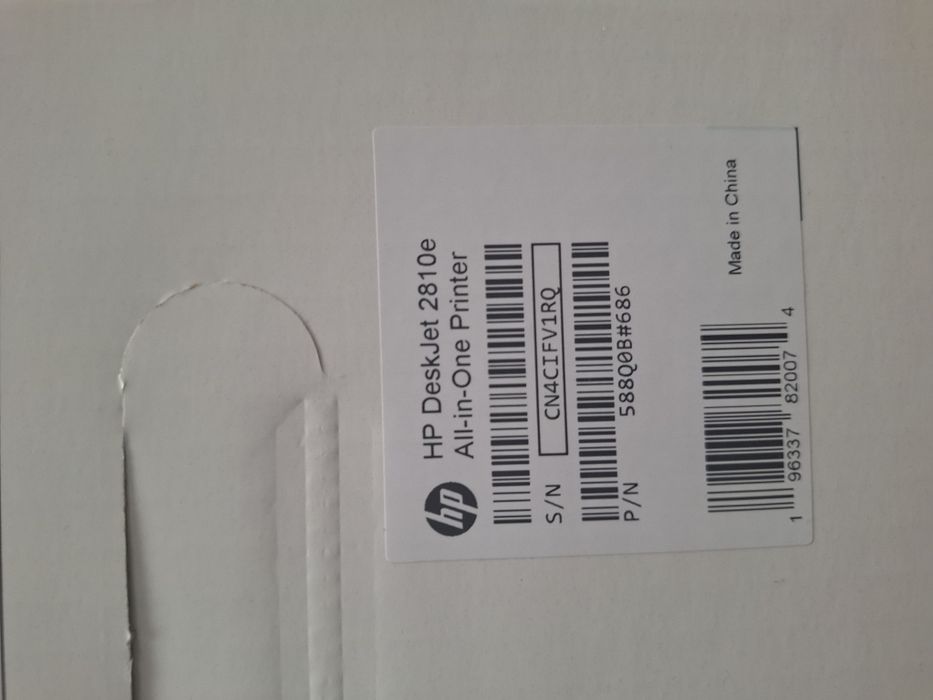 hp
HP DeskJet 2810e
All-in-One Printer
S/N CN4CIFV1RQ
P/N 588Q0B#686
Made in China
1 96337 82007 4